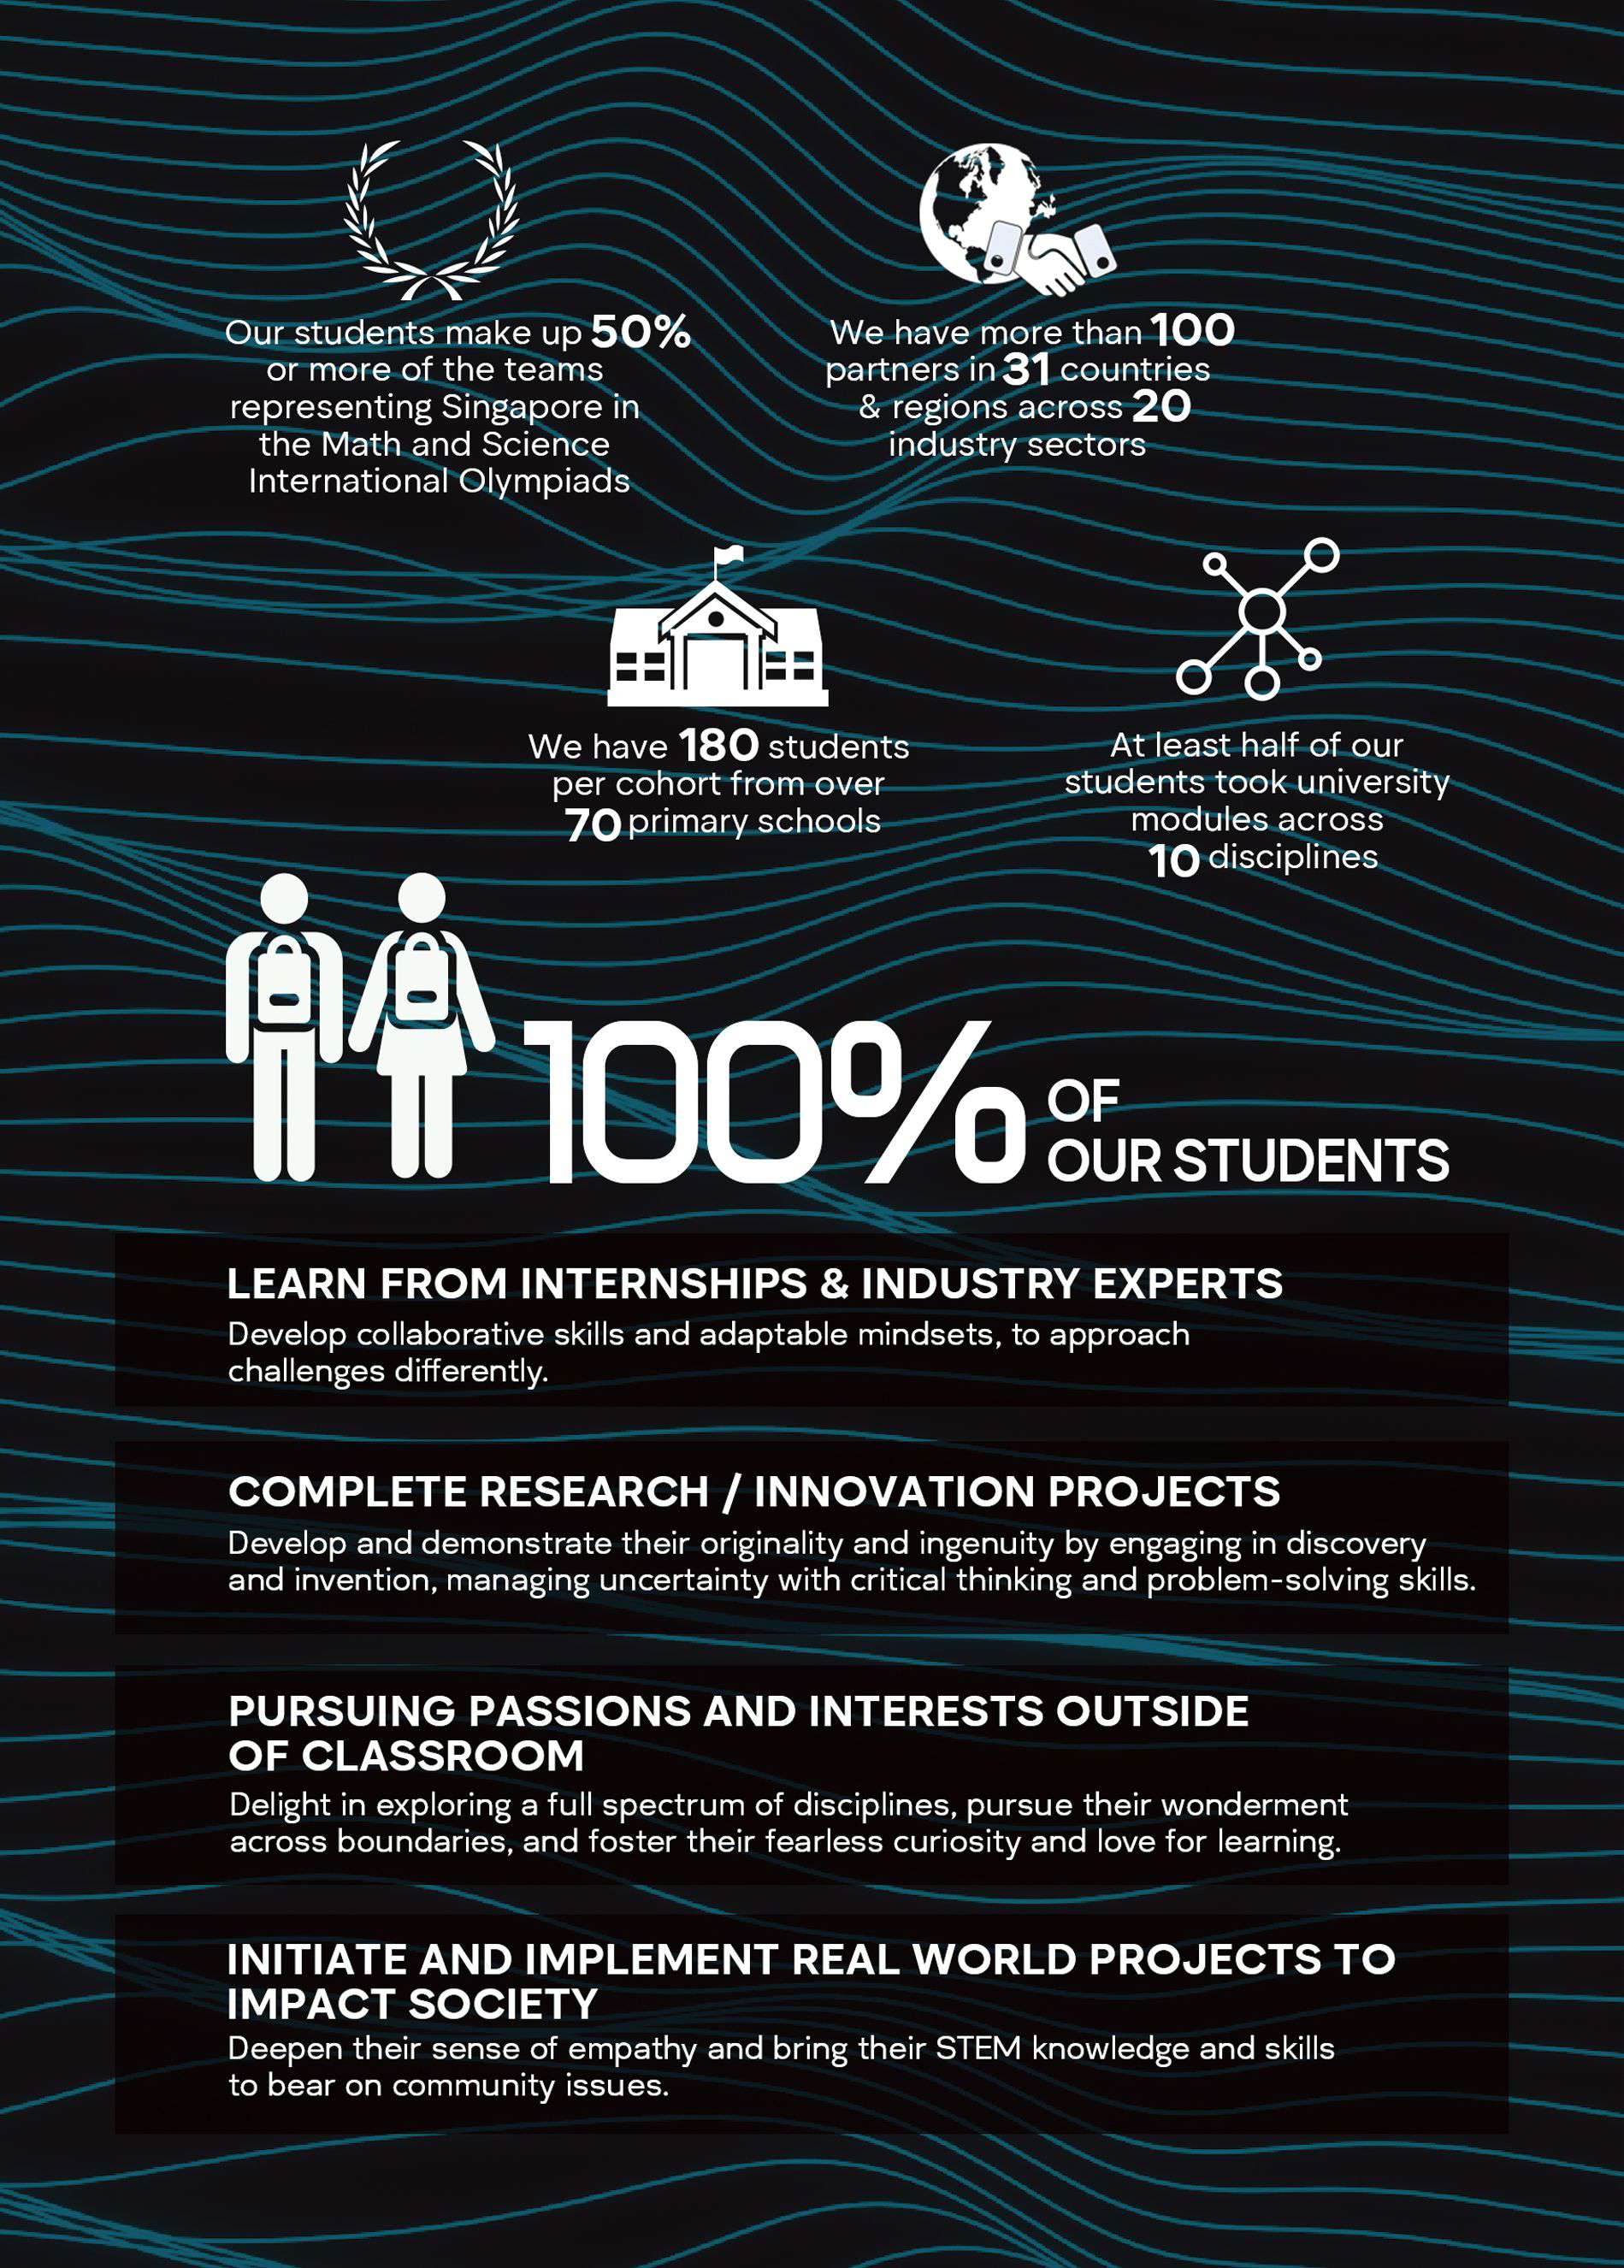 Our students make up 50%
or more of the teams
representing Singapore in
the Math and Science
International Olympiads
We have more than 100
partners in 31 countries
& regions across 20
industry sectors
We have 180 students
per cohort from over
70 primary schools
At least half of our
students took university
modules across
10 disciplines
100% OF
OUR STUDENTS
LEARN FROM INTERNSHIPS & INDUSTRY EXPERTS
Develop collaborative skills and adaptable mindsets, to approach
challenges differently.
COMPLETE RESEARCH / INNOVATION PROJECTS
Develop and demonstrate their originality and ingenuity by engaging in discovery
and invention, managing uncertainty with critical thinking and problem-solving skills.
PURSUING PASSIONS AND INTERESTS OUTSIDE
OF CLASSROOM
Delight in exploring a full spectrum of disciplines, pursue their wonderment
across boundaries, and foster their fearless curiosity and love for learning.
INITIATE AND IMPLEMENT REAL WORLD PROJECTS TO
IMPACT SOCIETY
Deepen their sense of empathy and bring their STEM knowledge and skills
to bear on community issues.